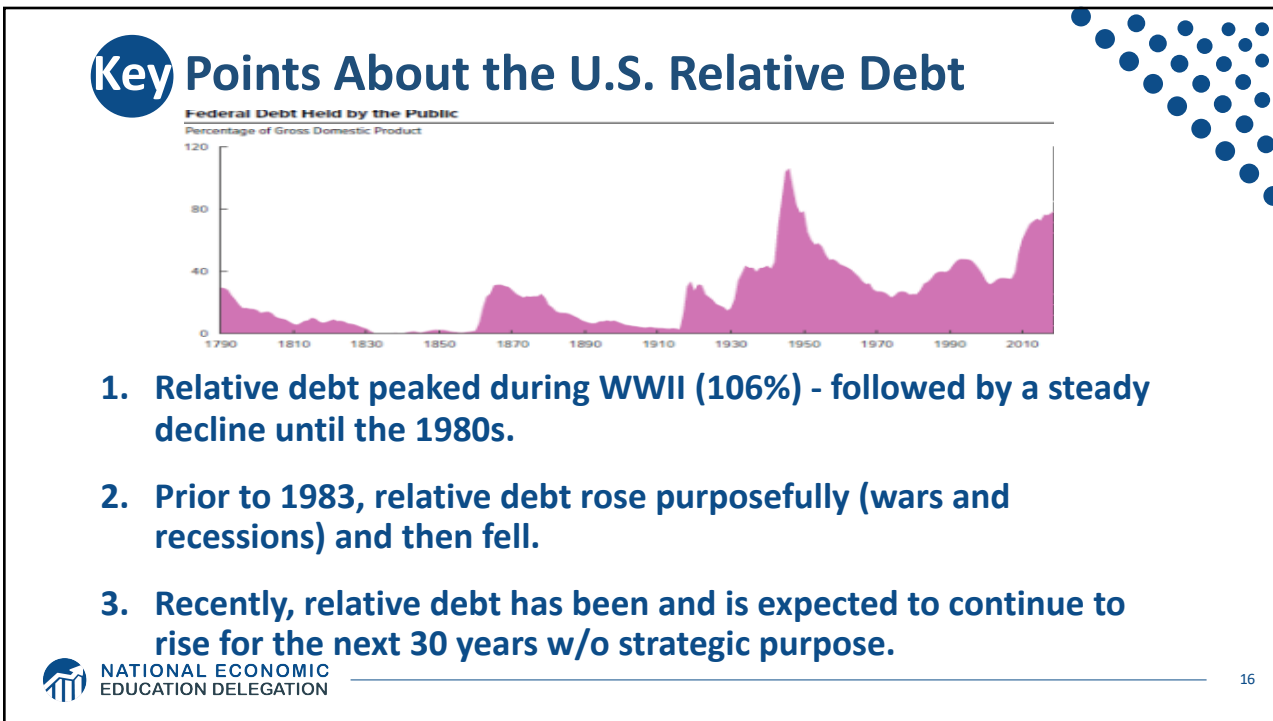 Key Points About the U.S. Relative Debt
Federal Debt Held by the Public
Percentage of Gross Domestic Product
120
80
40
0
1790 1810 1830 1850 1870 1890 1910 1930 1950 1970 1990 2010
1. Relative debt peaked during WWII (106%) - followed by a steady
decline until the 1980s.
2. Prior to 1983, relative debt rose purposefully (wars and
recessions) and then fell.
3. Recently, relative debt has been and is expected to continue to
rise for the next 30 years w/o strategic purpose.
NATIONAL ECONOMIC
EDUCATION DELEGATION
16